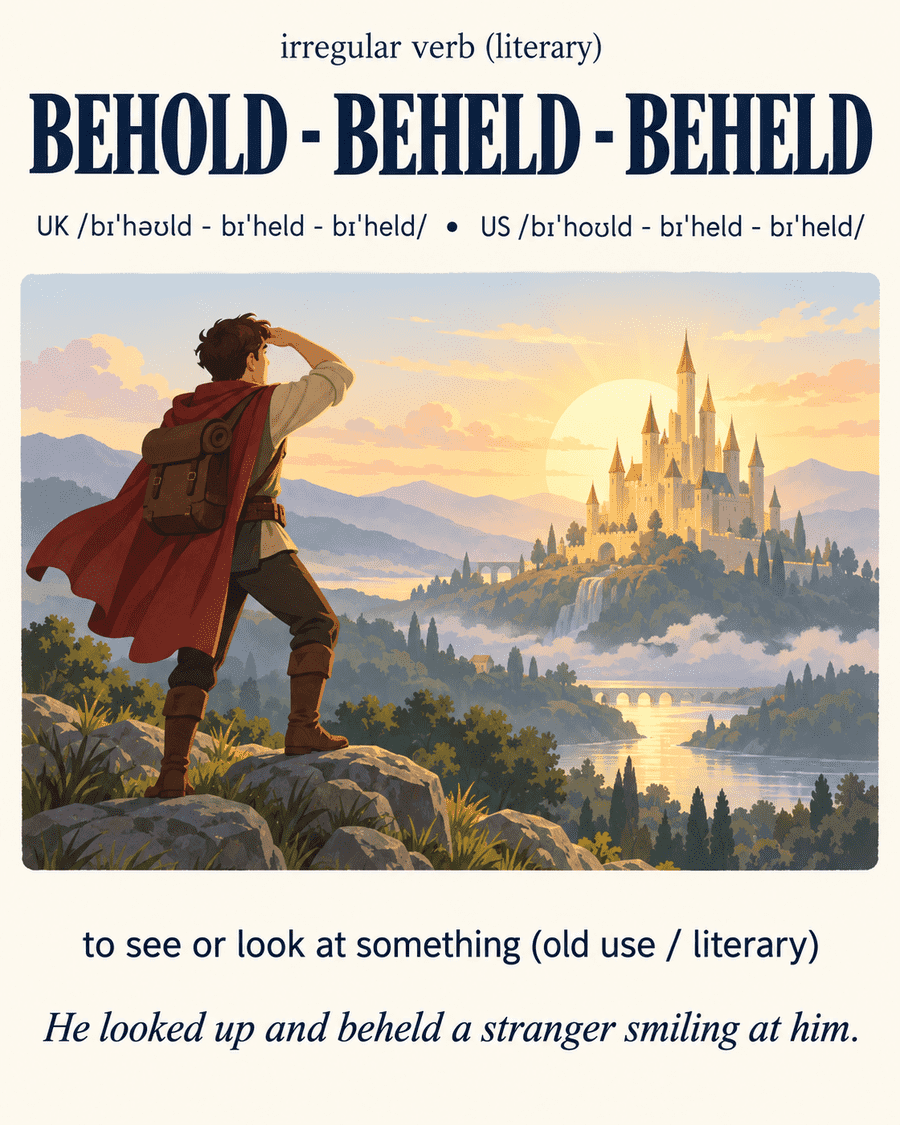 irregular verb (literary)
BEHOLD - BEHELD - BEHELD
UK /bɪˈhəʊld - bɪˈheld - bɪˈheld/ • US /bɪˈhoʊld - bɪˈheld - bɪˈheld/
to see or look at something (old use / literary)
He looked up and beheld a stranger smiling at him.